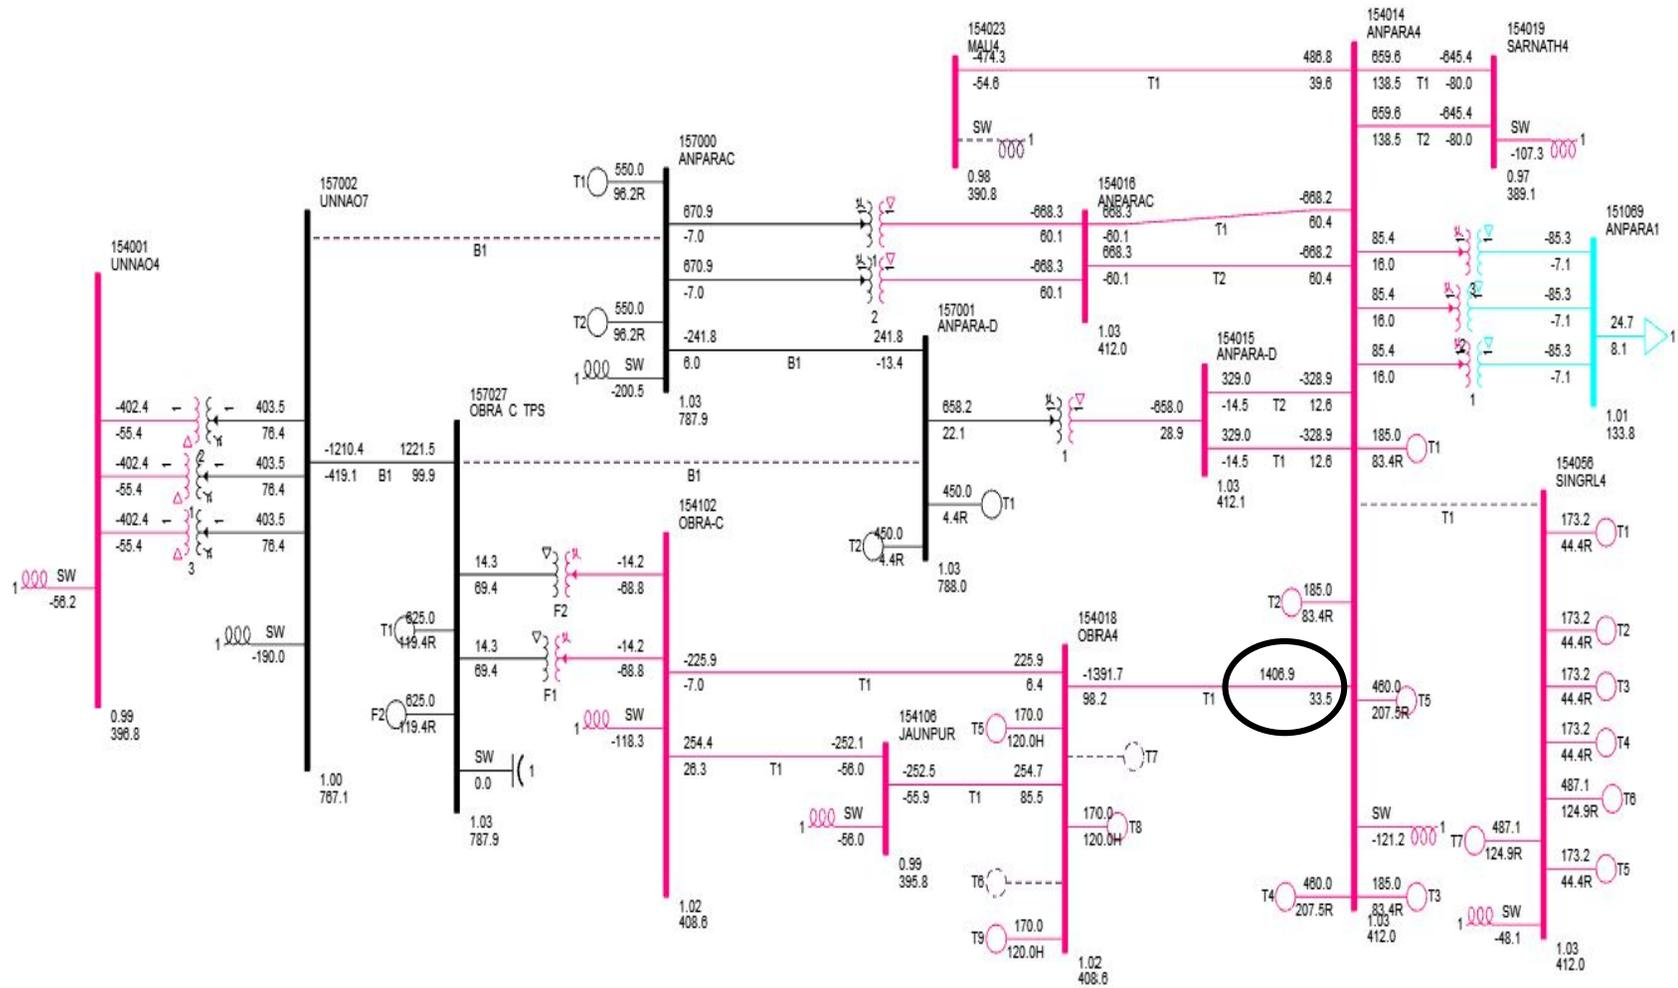 154014
ANPARA4
154023
MAU4
154019
SARNATH4
-474.3
486.8
659.6
-645.4
-54.6
T1
39.6
138.5
T1
-80.0
659.6
-645.4
138.5
T2
-80.0
SW
1
SW
1
-107.3
0.98
390.8
0.97
389.1
157000
ANPARAC
T1
550.0
96.2R
157002
UNNAO7
154016
ANPARAC
-668.2
60.4
151069
ANPARA1
670.9
-7.0
1
-668.3
60.1
668.3
-60.1
T1
B1
154001
UNNAO4
670.9
-7.0
1
2
-668.3
60.1
668.3
-60.1
T2
-668.2
60.4
85.4
16.0
1
-85.3
-7.1
85.4
16.0
3
-85.3
-7.1
24.7
8.1
1
85.4
16.0
1
-85.3
-7.1
T2
550.0
96.2R
157001
ANPARA-D
1.03
412.0
154015
ANPARA-D
-241.8
241.8
6.0
B1
-13.4
1
SW
-200.5
1.03
787.9
329.0
-328.9
-14.5
T2
12.6
329.0
-328.9
-14.5
T1
12.6
1.01
133.8
157027
OBRA C TPS
658.2
22.1
1
-658.0
28.9
1.03
412.1
185.0
83.4R
T1
-402.4
-55.4
1
2
1
403.5
76.4
-402.4
-55.4
1
1
1
403.5
76.4
-402.4
-55.4
1
3
1
403.5
76.4
-1210.4
1221.5
-419.1
B1
99.9
B1
154056
SINGRL4
T1
450.0
4.4R
T1
T2
450.0
4.4R
1.03
788.0
154102
OBRA-C
173.2
44.4R
T1
1
SW
-56.2
14.3
69.4
F2
-14.2
-68.8
T2
185.0
83.4R
T1
625.0
119.4R
1
SW
-190.0
14.3
69.4
F1
-14.2
-68.8
154018
OBRA4
173.2
44.4R
T2
-225.9
225.9
-7.0
T1
6.4
-1391.7
1406.9
98.2
T1
33.5
460.0
207.5R
T5
173.2
44.4R
T3
0.99
396.8
F2
625.0
119.4R
1
SW
-118.3
154106
JAUNPUR
T5
170.0
120.0H
T7
173.2
44.4R
T4
SW
0.0
1
254.4
-252.1
26.3
T1
-56.0
-252.5
254.7
-55.9
T1
85.5
487.1
124.9R
T6
1.00
767.1
1.03
787.9
1
SW
-56.0
170.0
120.0H
T8
SW
-121.2
1
T7
487.1
124.9R
0.99
395.8
T6
173.2
44.4R
T5
1.02
408.6
T4
460.0
207.5R
185.0
83.4R
T3
1.03
412.0
1
SW
-48.1
T9
170.0
120.0H
1.02
408.6
1.03
412.0